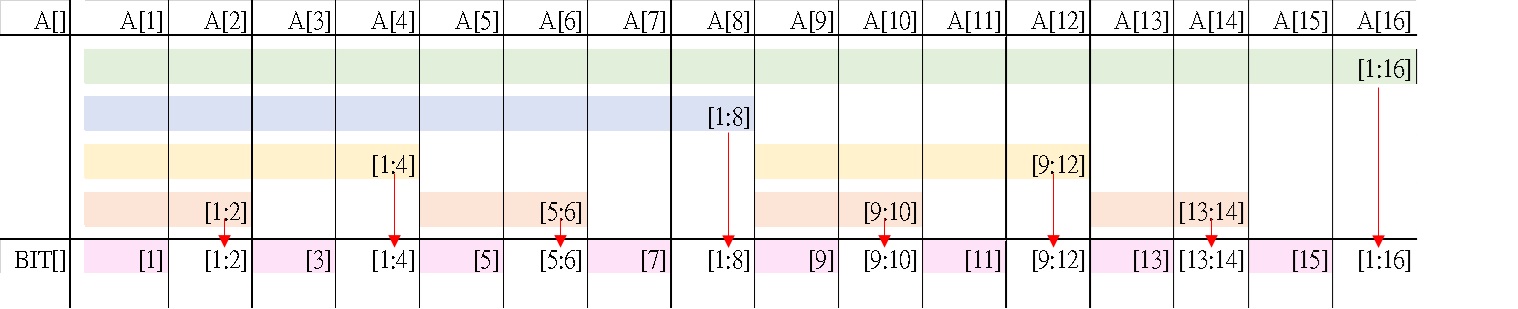 A[] A[1] A[2] A[3] A[4] A[5] A[6] A[7] A[8] A[9] A[10] A[11] A[12] A[13] A[14] A[15] A[16]
[1:16]
[1:8]
[1:4] [9:12]
[1:2] [5:6] [9:10] [13:14]
BIT[] [1] [1:2] [3] [1:4] [5] [5:6] [7] [1:8] [9] [9:10] [11] [9:12] [13] [13:14] [15] [1:16]